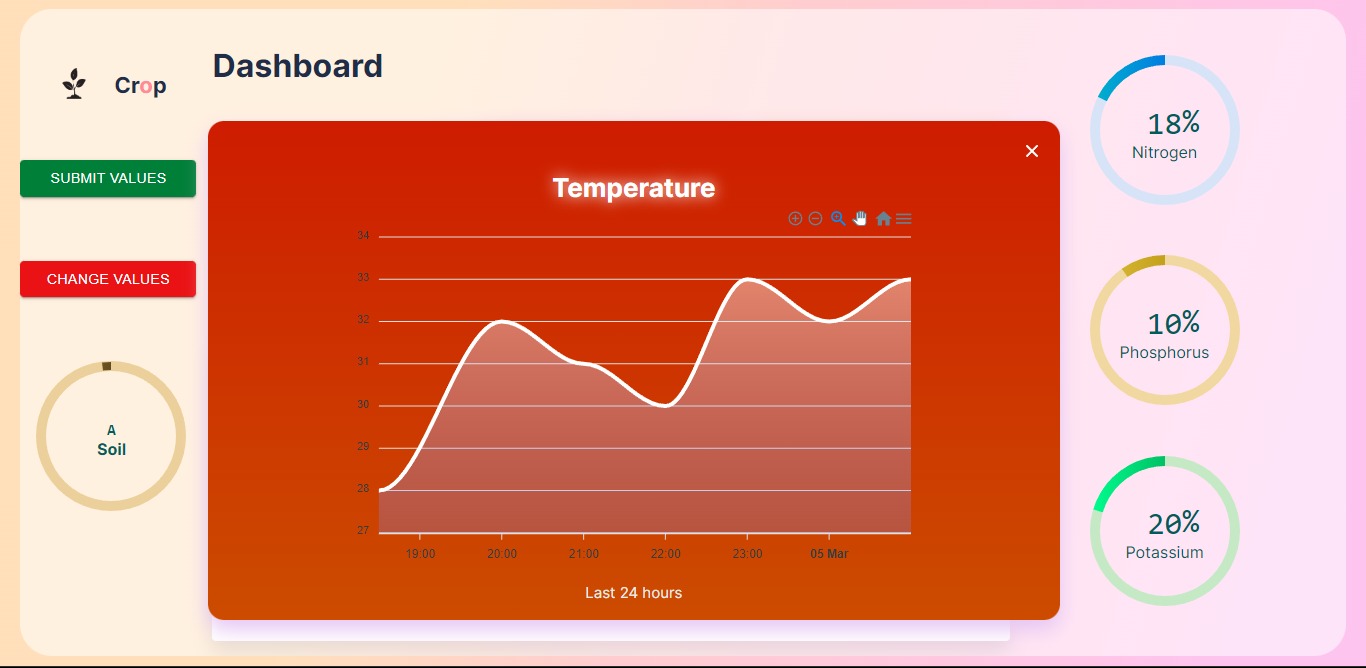 Crop
Dashboard
SUBMIT VALUES
CHANGE VALUES
A
Soil
Temperature
34
33
32
31
30
29
28
27
19:00 20:00 21:00 22:00 23:00 05 Mar
Last 24 hours
18%
Nitrogen
10%
Phosphorus
20%
Potassium